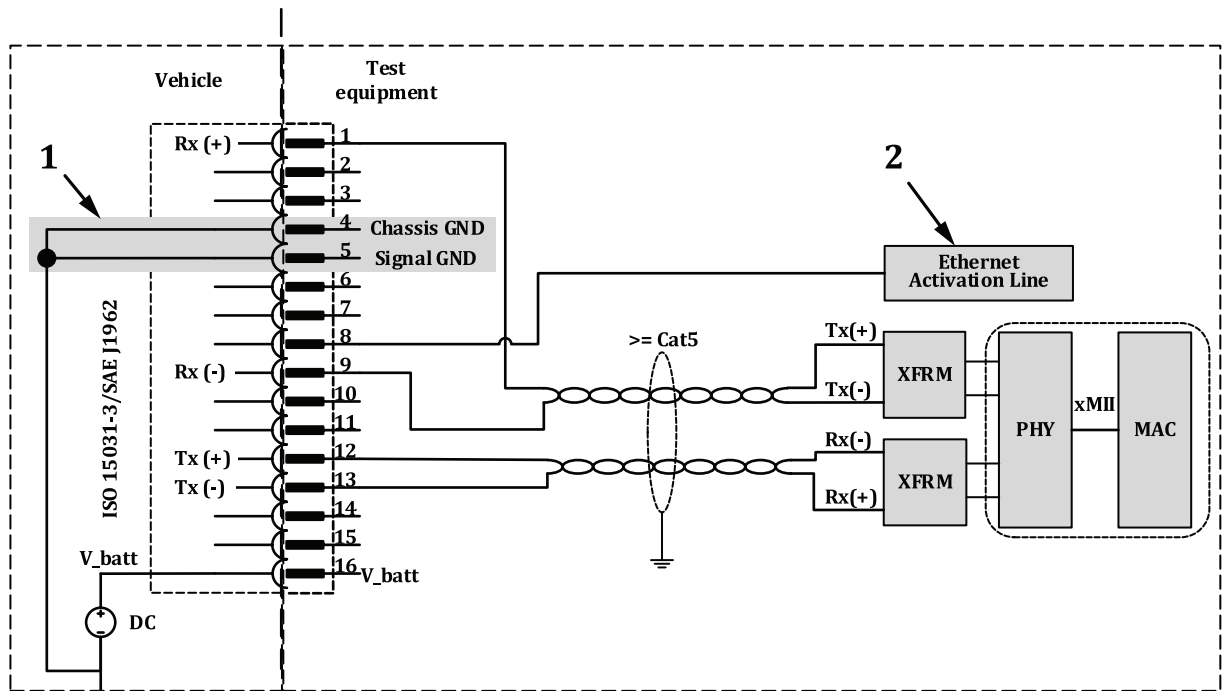 Vehicle
Test
equipment
1
2
Rx (+)
1
2
3
4
Chassis GND
5
Signal GND
6
7
8
Rx (-)
9
10
11
Tx (+)
12
Tx (-)
13
14
15
16
V_batt
V_batt
DC
+
–
ISO 15031-3/SAE J1962
Ethernet
Activation Line
>= Cat5
Tx(+)
Tx(-)
XFRM
Rx(-)
Rx(+)
XFRM
PHY
xMII
MAC